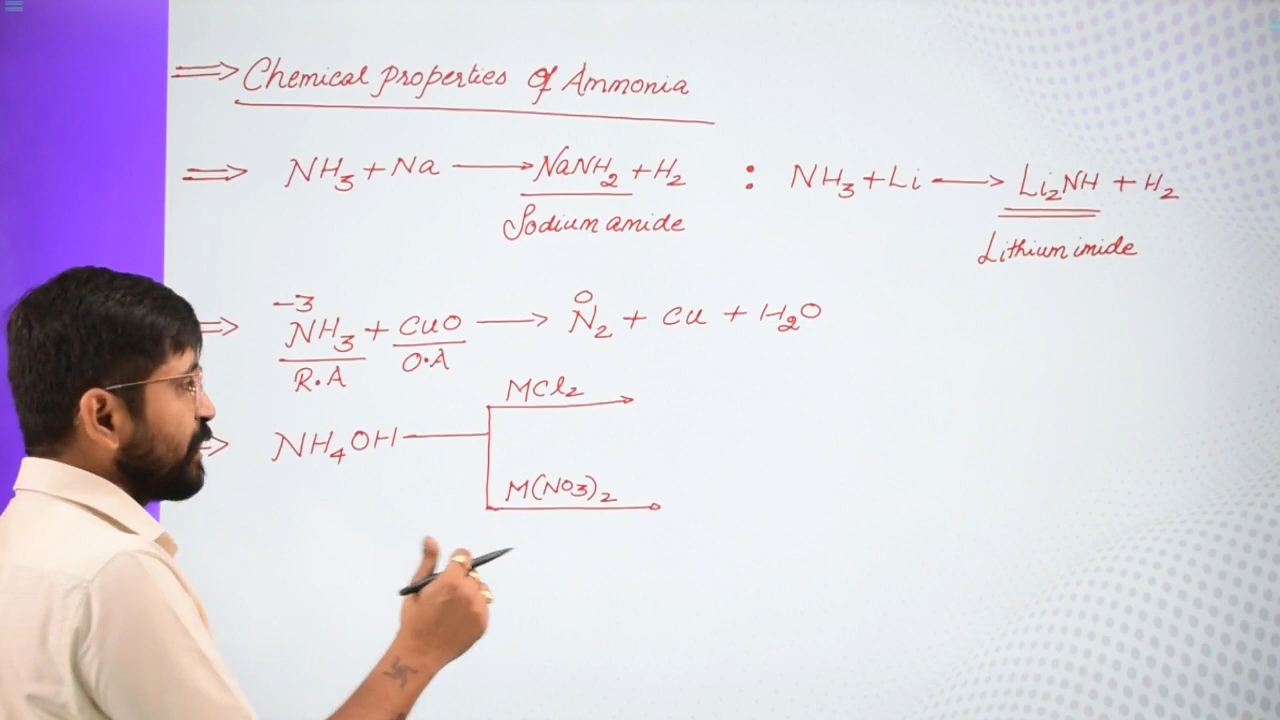 ⇒ Chemical properties Of Ammonia
⇒ NH₃ + Na ⟶ NaNH₂ + H₂ : NH₃ + Li ⟶ Li₂NH + H₂
Sodium amide
Lithium imide
-3 0
⇒ NH₃ + CuO ⟶ N₂ + Cu + H₂O
R.A O.A
MCl₂
⇒ NH₄OH
M(NO3)₂